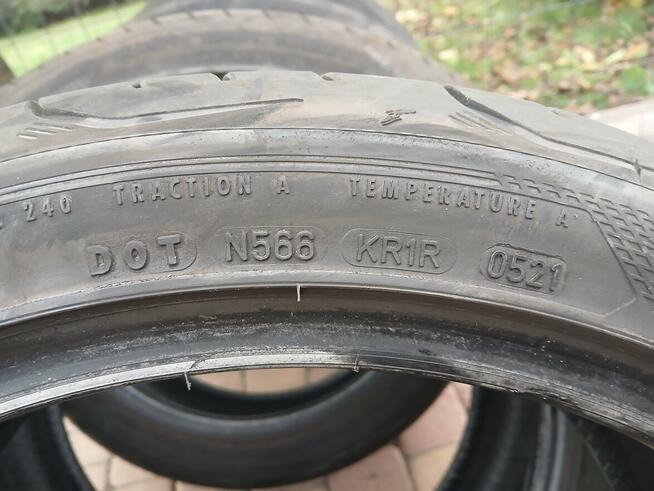 240 TRACTION A TEMPERATURE A
DOT N566 KR1R 0521